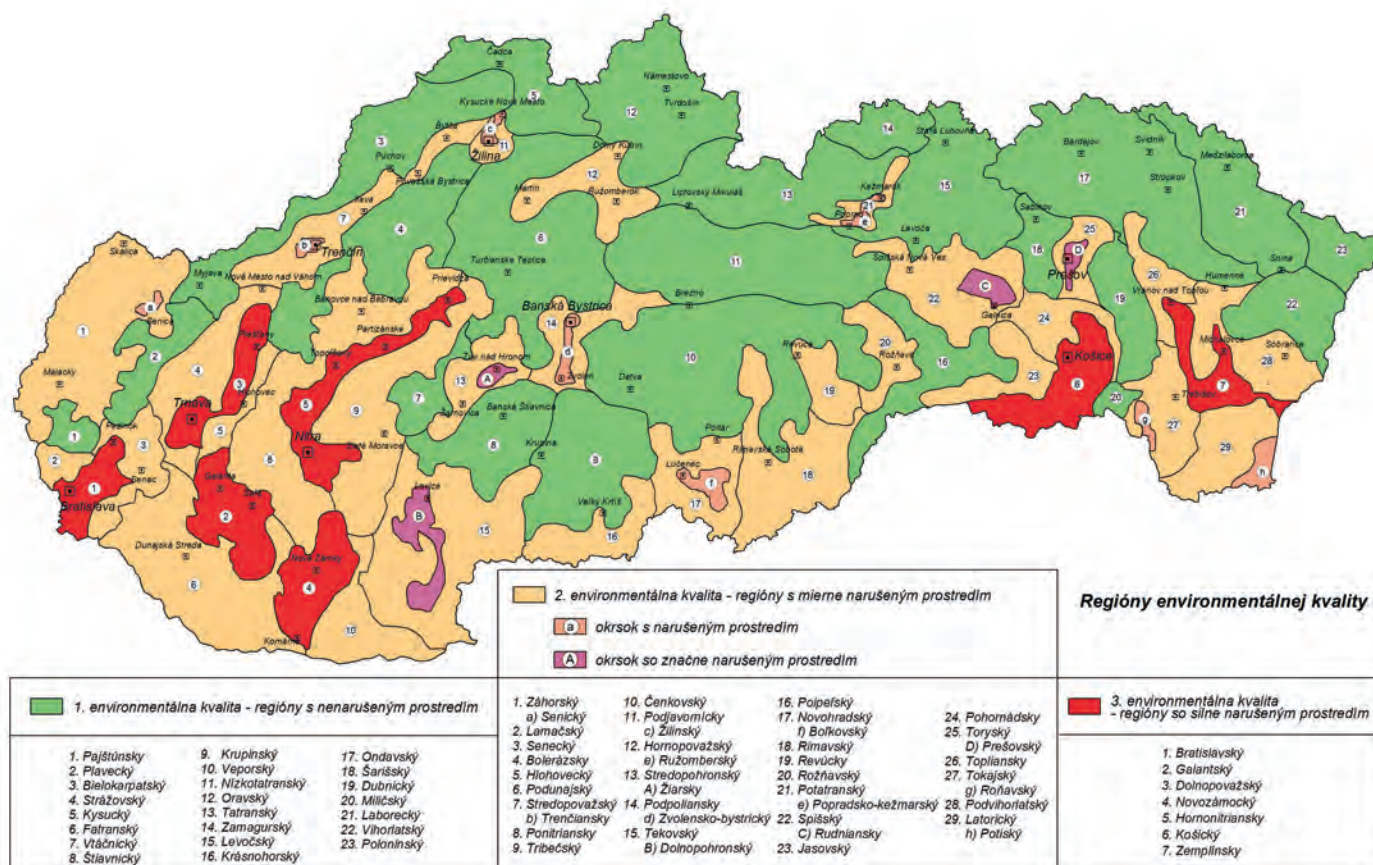 Čadca
Námestovo
Tvrdošín
Kysucké Nové Mesto
Bytča
Žilina
Púchov
Považská Bystrica
Dolný Kubín
Martin
Ružomberok
Liptovský Mikuláš
Stará Ľubovňa
Kežmarok
Poprad
Levoča
Bardejov
Svidník
Stropkov
Medzilaborce
Sabinov
Prešov
Humenné
Snina
Vranov nad Topľou
Michalovce
Sobrance
Trebišov
Košice
Gelnica
Spišská Nová Ves
Rožňava
Revúca
Rimavská Sobota
Poltár
Lučenec
Veľký Krtíš
Detva
Brezno
Banská Bystrica
Zvolen
Krupina
Banská Štiavnica
Žarnovica
Žiar nad Hronom
Turčianske Teplice
Prievidza
Partizánske
Bánovce nad Bebravou
Topoľčany
Ilava
Trenčín
Nové Mesto nad Váhom
Myjava
Skalica
Senica
Malacky
Piešťany
Hlohovec
Trnava
Pezinok
Senec
Bratislava
Galanta
Šaľa
Dunajská Streda
Nitra
Zlaté Moravce
Levice
Nové Zámky
Komárno
Regióny environmentálnej kvality
2. environmentálna kvalita - regióny s mierne narušeným prostredím
a okrsok s narušeným prostredím
A okrsok so značne narušeným prostredím
1. environmentálna kvalita - regióny s nenarušeným prostredím
1. Pajštúnsky
2. Plavecký
3. Bielokarpatský
4. Strážovský
5. Kysucký
6. Fatranský
7. Vtáčnický
8. Štiavnický
9. Krupinský
10. Veporský
11. Nízkotatranský
12. Oravský
13. Tatranský
14. Zamagurský
15. Levočský
16. Krásnohorský
17. Ondavský
18. Šarišský
19. Dubnický
20. Miličský
21. Laborecký
22. Vihorlatský
23. Poloninský
1. Záhorský
a) Senický
2. Lamačský
3. Senecký
4. Bolerázsky
5. Hlohovecký
6. Podunajský
7. Stredopovažský
b) Trenčiansky
8. Ponitriansky
9. Tribečský
10. Čenkovský
11. Podjavornícky
c) Žilinský
12. Hornopovažský
e) Ružomberský
13. Stredopohronský
A) Žiarsky
14. Podpoliansky
d) Zvolensko-bystrický
15. Tekovský
B) Dolnopohronský
16. Poipeľský
17. Novohradský
f) Boľkovský
18. Rimavský
19. Revúcky
20. Rožňavský
21. Potatranský
e) Popradsko-kežmarský
22. Spišský
C) Rudniansky
23. Jasovský
24. Pohornádsky
25. Toryský
D) Prešovský
26. Topliansky
27. Tokajský
g) Roňavský
28. Podvihorlatský
29. Latorický
h) Potiský
3. environmentálna kvalita
- regióny so silne narušeným prostredím
1. Bratislavský
2. Galantský
3. Dolnopovažský
4. Novozámocký
5. Hornonitriansky
6. Košický
7. Zemplínsky